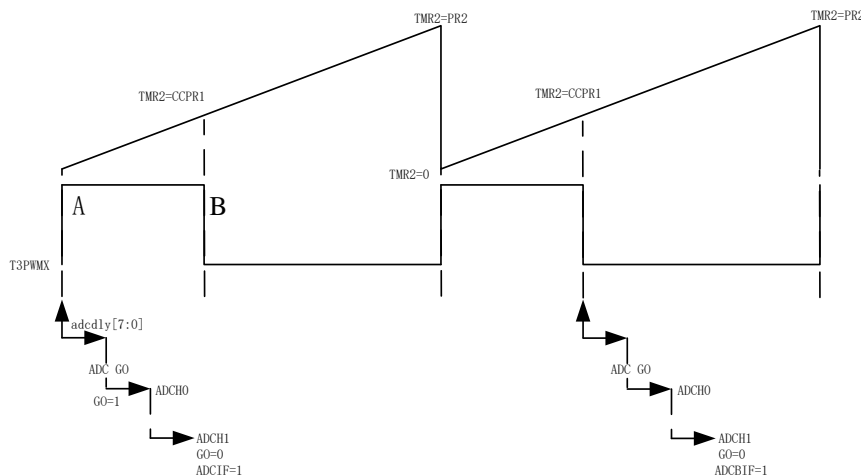 TMR2=PR2
TMR2=PR2
TMR2=CCPR1
TMR2=CCPR1
TMR2=0
A
B
T3PWMX
adcdly[7:0]
ADC GO
ADC GO
GO=1
ADCH0
ADCH0
ADCH1
GO=0
ADCIF=1
ADCH1
GO=0
ADCBIF=1